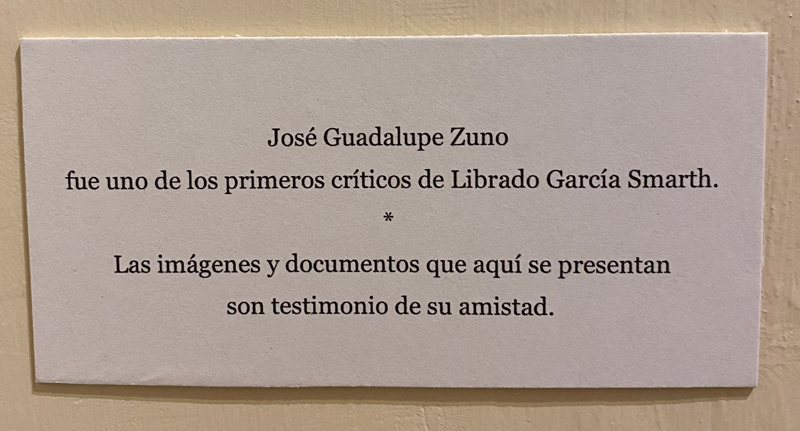 José Guadalupe Zuno
fue uno de los primeros críticos de Librado García Smarth.
*
Las imágenes y documentos que aquí se presentan
son testimonio de su amistad.